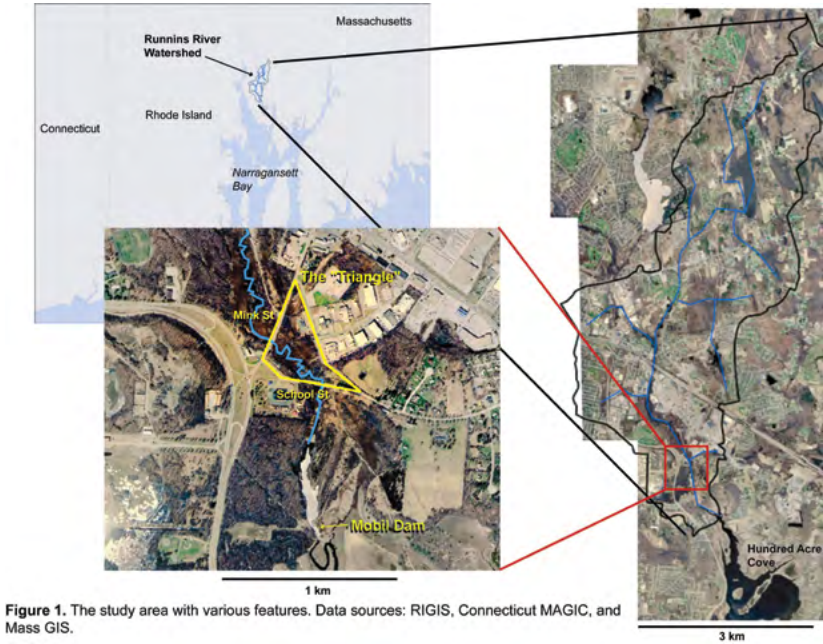 Massachusetts
Runnins River
Watershed
Rhode Island
Connecticut
Narragansett
Bay
The "Triangle"
Mink St
School St
Mobil Dam
1 km
Hundred Acre
Cove
3 km
Figure 1. The study area with various features. Data sources: RIGIS, Connecticut MAGIC, and
Mass GIS.